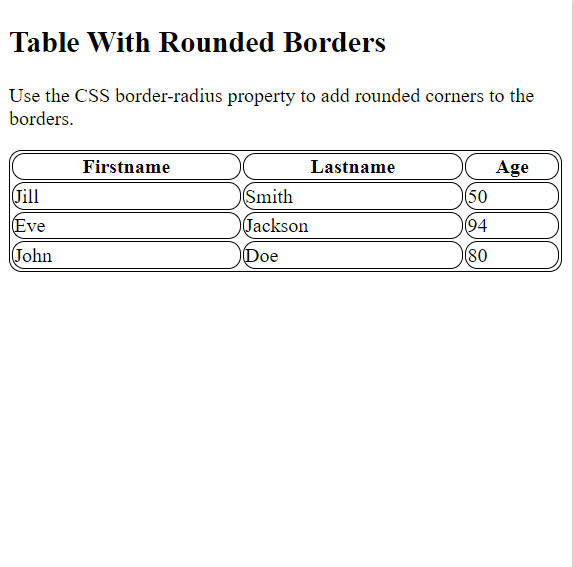 Table With Rounded Borders
Use the CSS border-radius property to add rounded corners to the
borders.
Firstname Lastname Age
Jill Smith 50
Eve Jackson 94
John Doe 80